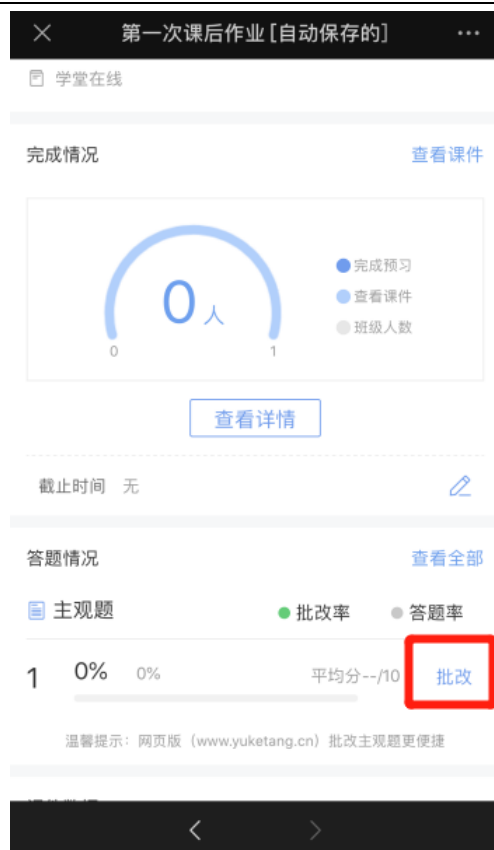 第一次课后作业[自动保存的]
学堂在线
完成情况 查看课件
0人
完成预习
查看课件
班级人数
0 1
查看详情
截止时间 无
答题情况 查看全部
主观题 批改率 答题率
1 0% 0% 平均分--/10 批改
温馨提示：网页版（www.yuketang.cn）批改主观题更便捷